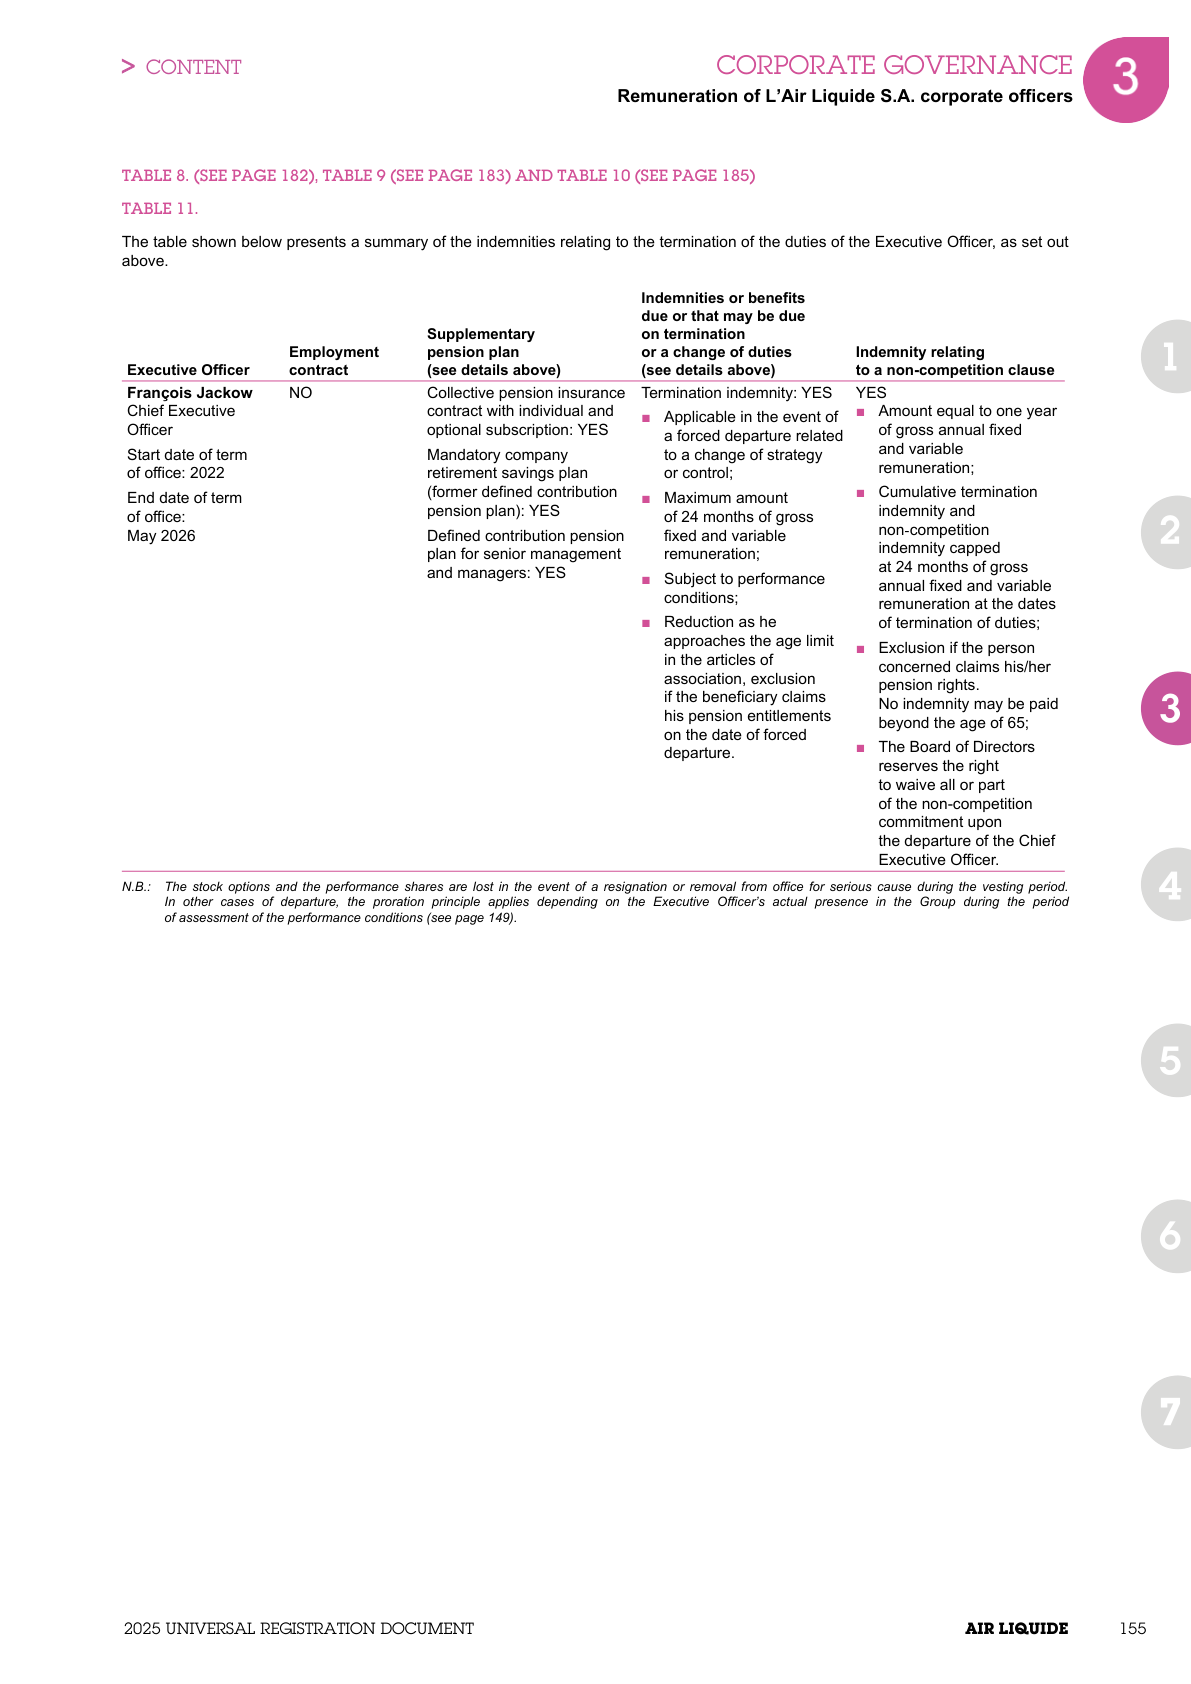 > CONTENT
CORPORATE GOVERNANCE
Remuneration of L'Air Liquide S.A. corporate officers
3
TABLE 8. (SEE PAGE 182), TABLE 9 (SEE PAGE 183) AND TABLE 10 (SEE PAGE 185)
TABLE 11.
The table shown below presents a summary of the indemnities relating to the termination of the duties of the Executive Officer, as set out
above.
Executive Officer
Employment
contract
Supplementary
pension plan
(see details above)
Indemnities or benefits
due or that may be due
on termination
or a change of duties
(see details above)
Indemnity relating
to a non-competition clause
François Jackow
Chief Executive
Officer
Start date of term
of office: 2022
End date of term
of office:
May 2026
NO
Collective pension insurance
contract with individual and
optional subscription: YES
Mandatory company
retirement savings plan
(former defined contribution
pension plan): YES
Defined contribution pension
plan for senior management
and managers: YES
Termination indemnity: YES
■ Applicable in the event of
a forced departure related
to a change of strategy
or control;
■ Maximum amount
of 24 months of gross
fixed and variable
remuneration;
■ Subject to performance
conditions;
■ Reduction as he
approaches the age limit
in the articles of
association, exclusion
if the beneficiary claims
his pension entitlements
on the date of forced
departure.
YES
■ Amount equal to one year
of gross annual fixed
and variable
remuneration;
■ Cumulative termination
indemnity and
non-competition
indemnity capped
at 24 months of gross
annual fixed and variable
remuneration at the dates
of termination of duties;
■ Exclusion if the person
concerned claims his/her
pension rights.
No indemnity may be paid
beyond the age of 65;
■ The Board of Directors
reserves the right
to waive all or part
of the non-competition
commitment upon
the departure of the Chief
Executive Officer.
N.B.: The stock options and the performance shares are lost in the event of a resignation or removal from office for serious cause during the vesting period.
In other cases of departure, the proration principle applies depending on the Executive Officer's actual presence in the Group during the period
of assessment of the performance conditions (see page 149).
1
2
3
4
5
6
7
2025 UNIVERSAL REGISTRATION DOCUMENT
AIR LIQUIDE
155